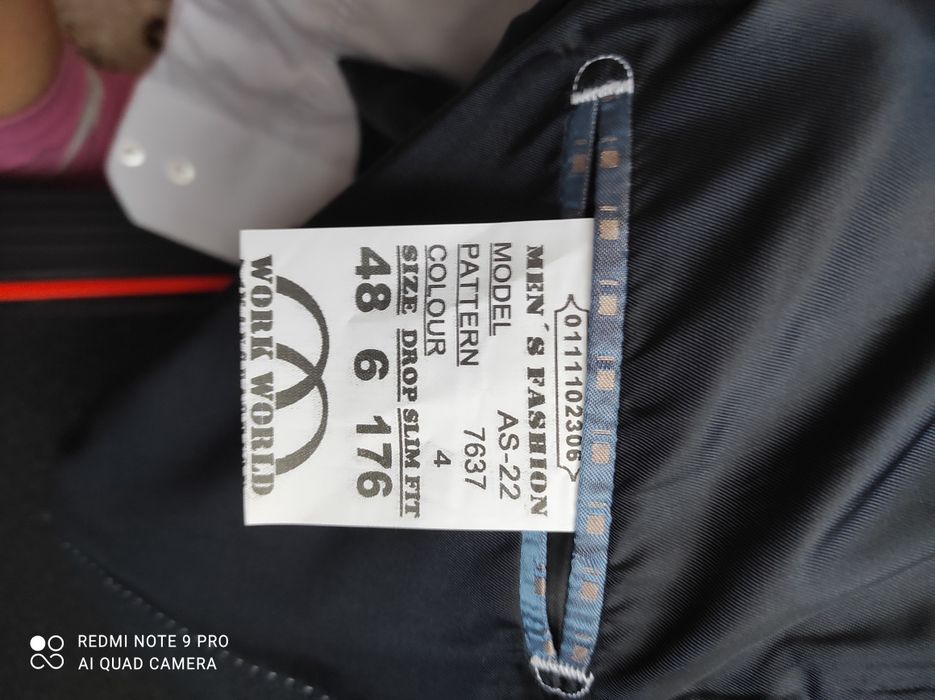 01111102306
MEN´S FASHION
MODEL AS-22
PATTERN 7637
COLOUR 4
SIZE DROP SLIM FIT
48 6 176
WORK WORLD
REDMI NOTE 9 PRO
AI QUAD CAMERA